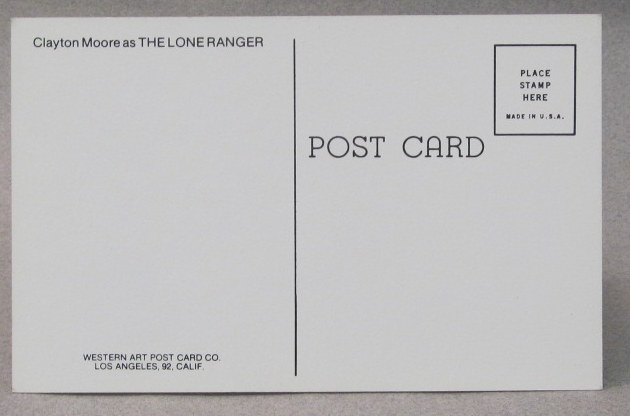 Clayton Moore as THE LONE RANGER
PLACE
STAMP
HERE
MADE IN U.S.A.
POST CARD
WESTERN ART POST CARD CO.
LOS ANGELES, 92, CALIF.